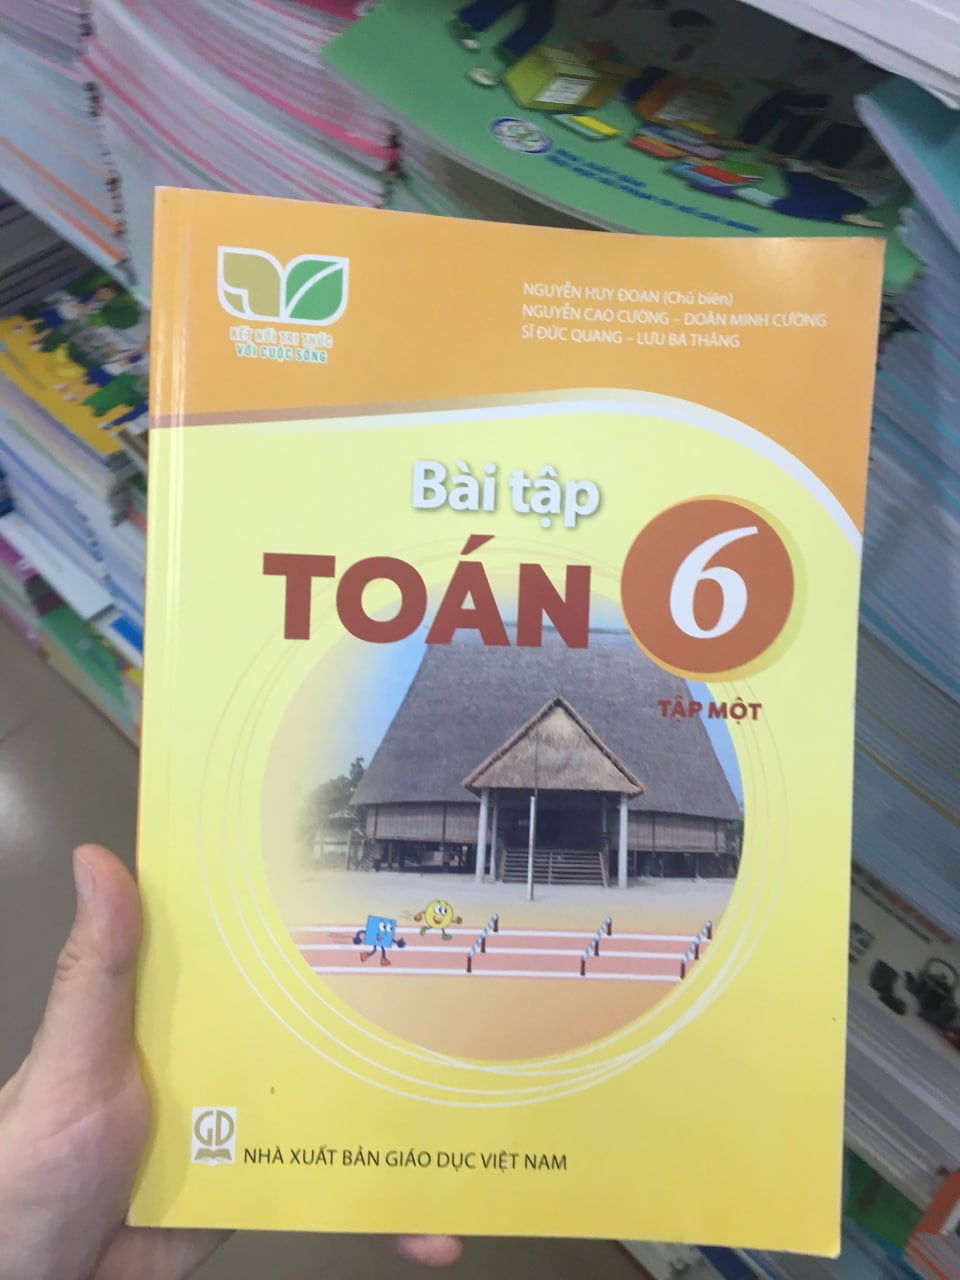 KẾT NỐI TRI THỨC
VỚI CUỘC SỐNG
NGUYỄN HUY ĐOAN (Chủ biên)
NGUYỄN CAO CƯỜNG – DOÃN MINH CƯỜNG
SĨ ĐỨC QUANG – LƯU BÁ THẮNG
Bài tập
TOÁN 6
TẬP MỘT
GD
NHÀ XUẤT BẢN GIÁO DỤC VIỆT NAM